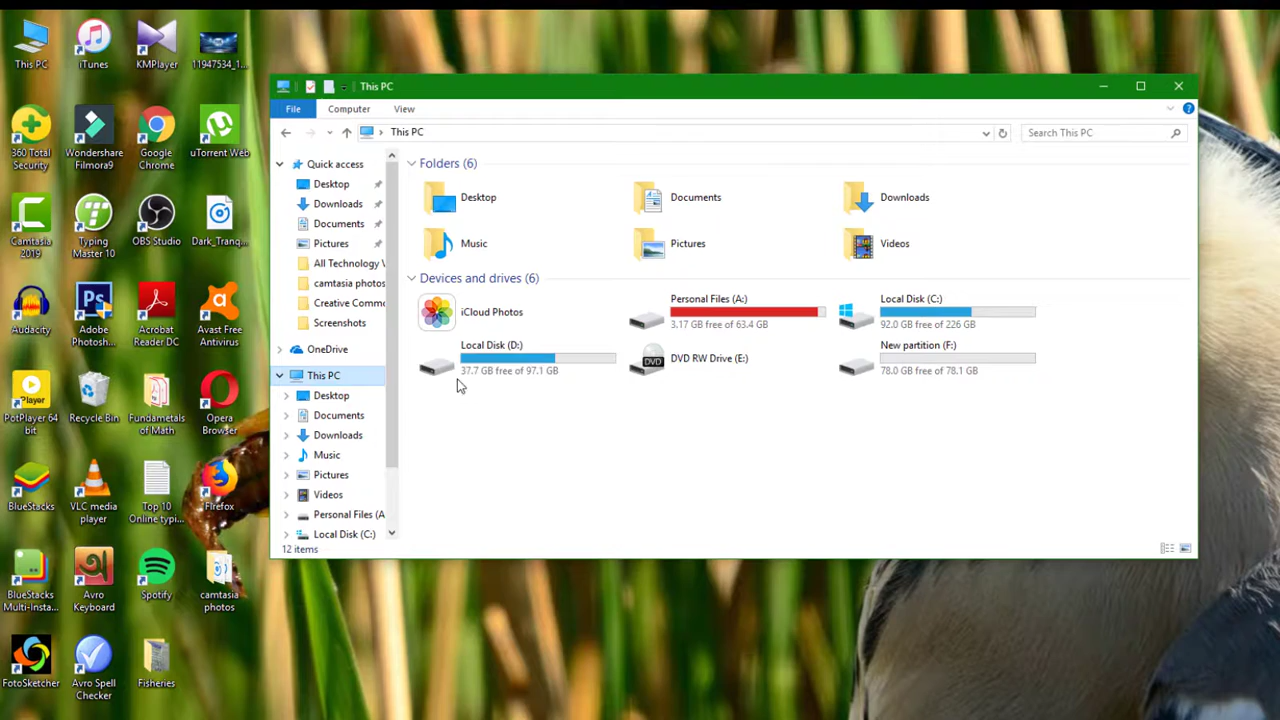 This PC
iTunes
KMPlayer
11947534_1...
360 Total
Security
Wondershare
Filmora9
Google
Chrome
uTorrent Web
Camtasia
2019
Typing
Master 10
OBS Studio
Dark_Tranq...
Audacity
Adobe
Photosh...
Acrobat
Reader DC
Avast Free
Antivirus
PotPlayer 64
bit
Recycle Bin
Fundametals
of Math
Opera
Browser
BlueStacks
VLC media
player
Top 10
Online typi...
Firefox
BlueStacks
Multi-Insta...
Avro
Keyboard
Spotify
camtasia
photos
FotoSketcher
Avro Spell
Checker
Fisheries
This PC
File
Computer
View
This PC
Search This PC
Quick access
Desktop
Downloads
Documents
Pictures
All Technology V
camtasia photos
Creative Commo
Screenshots
OneDrive
This PC
Desktop
Documents
Downloads
Music
Pictures
Videos
Personal Files (A
Local Disk (C:)
Folders (6)
Desktop
Documents
Downloads
Music
Pictures
Videos
Devices and drives (6)
iCloud Photos
Personal Files (A:)
3.17 GB free of 63.4 GB
Local Disk (C:)
92.0 GB free of 226 GB
Local Disk (D:)
37.7 GB free of 97.1 GB
DVD RW Drive (E:)
DVD
New partition (F:)
78.0 GB free of 78.1 GB
12 items